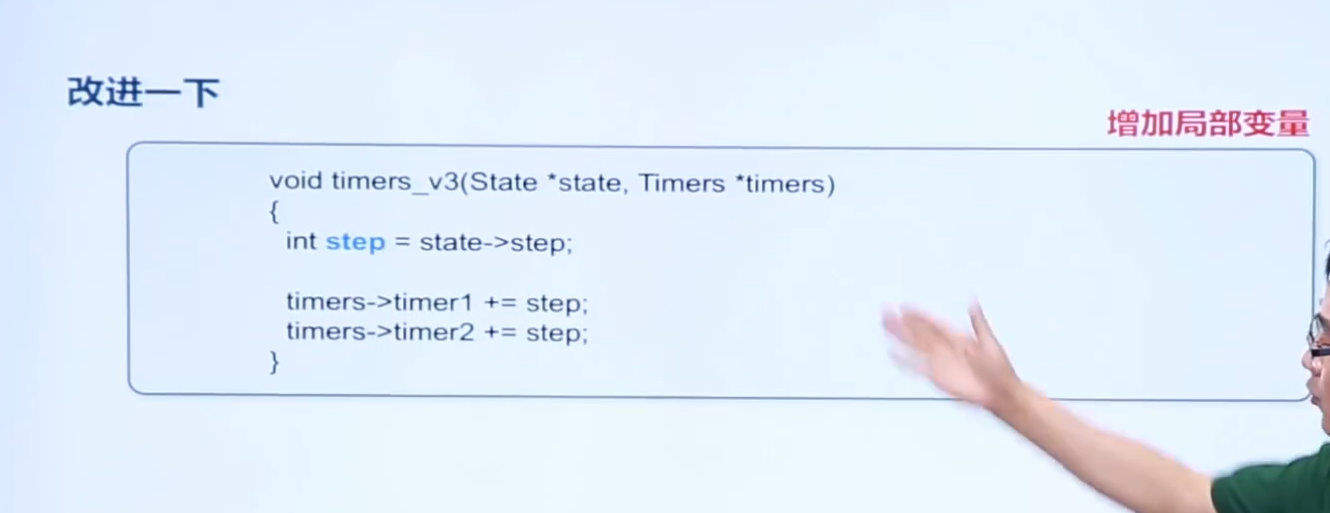 改进一下
增加局部变量
void timers_v3(State *state, Timers *timers)
{
int step = state->step;
timers->timer1 += step;
timers->timer2 += step;
}